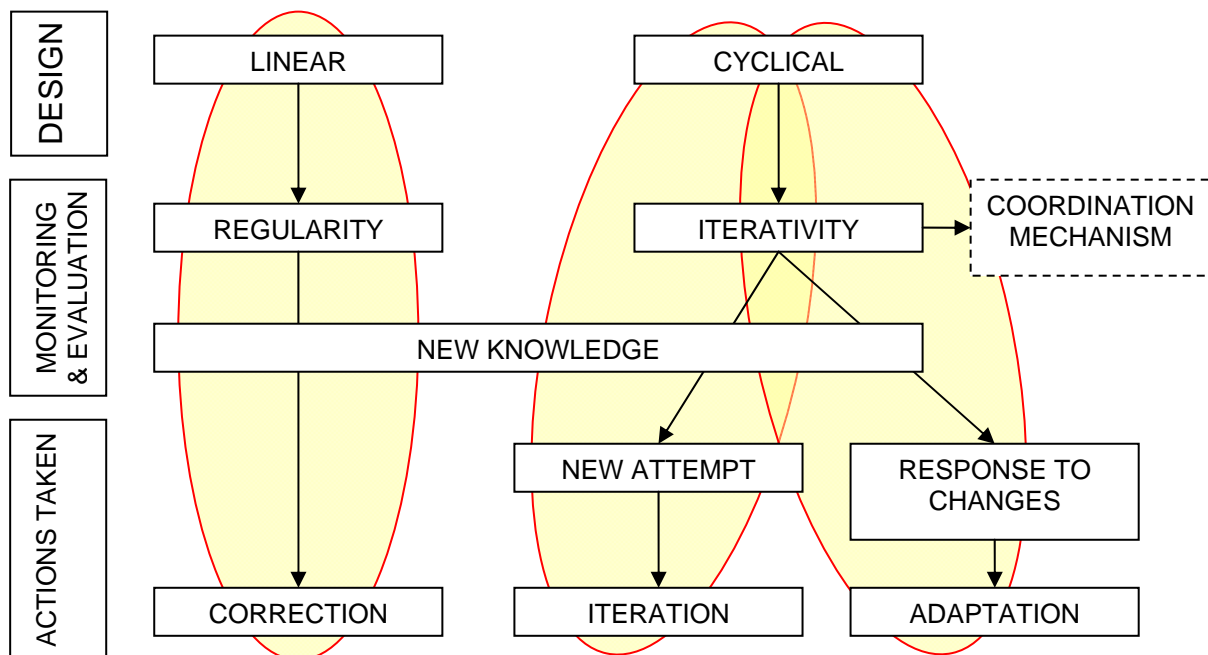 DESIGN
LINEAR
CYCLICAL
MONITORING
& EVALUATION
REGULARITY
ITERATIVITY
COORDINATION
MECHANISM
NEW KNOWLEDGE
ACTIONS TAKEN
NEW ATTEMPT
RESPONSE TO
CHANGES
CORRECTION
ITERATION
ADAPTATION